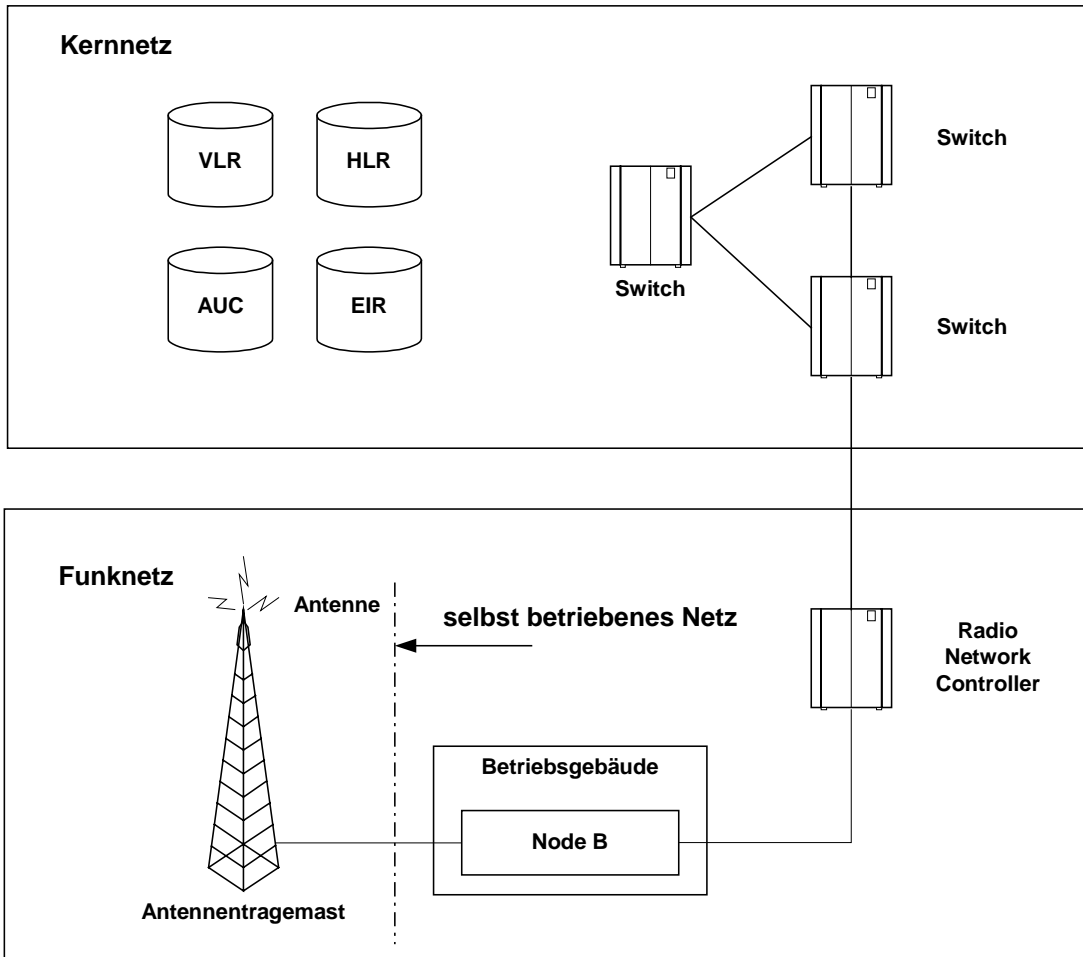 Kernnetz
VLR
HLR
AUC
EIR
Switch
Switch
Switch
Funknetz
Antenne
selbst betriebenes Netz
Radio
Network
Controller
Betriebsgebäude
Node B
Antennentragemast